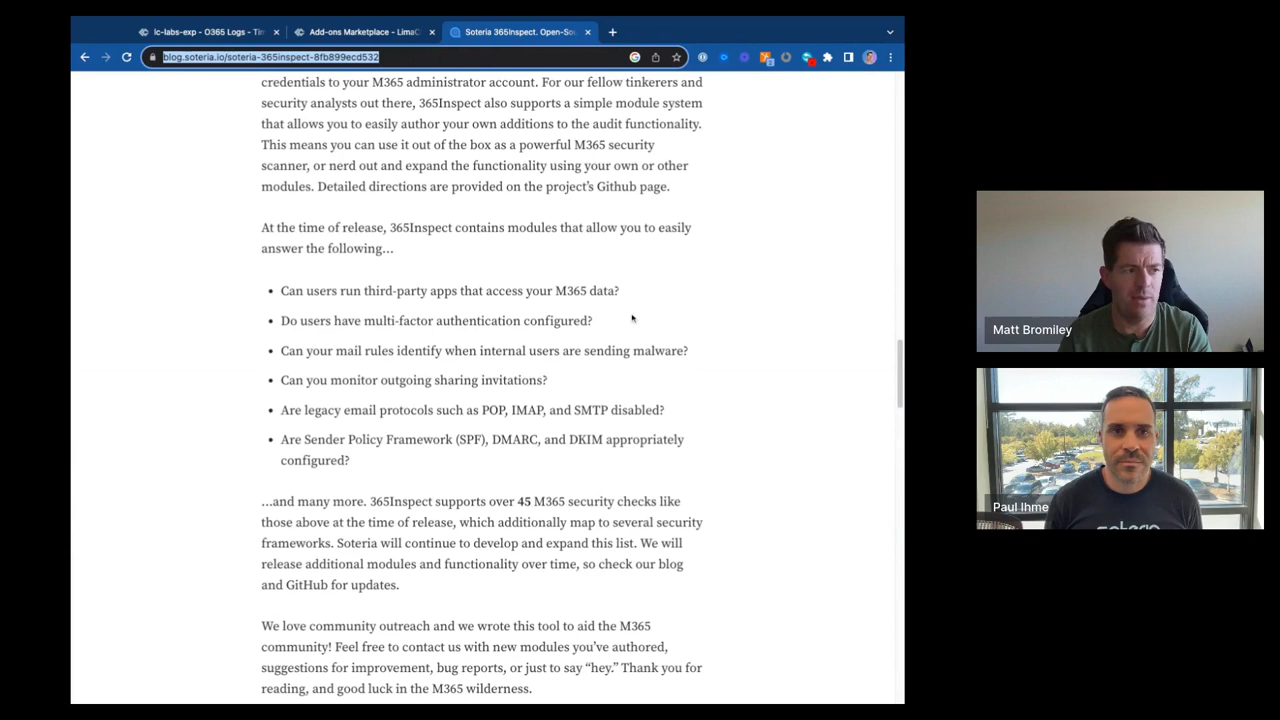 lc-labs-exp - O365 Logs - Tim
Add-ons Marketplace - LimaC
Soteria 365Inspect. Open-Sou
blog.soteria.io/soteria-365inspect-8fb899ecd532
credentials to your M365 administrator account. For our fellow tinkerers and
security analysts out there, 365Inspect also supports a simple module system
that allows you to easily author your own additions to the audit functionality.
This means you can use it out of the box as a powerful M365 security
scanner, or nerd out and expand the functionality using your own or other
modules. Detailed directions are provided on the project's Github page.
At the time of release, 365Inspect contains modules that allow you to easily
answer the following…
• Can users run third-party apps that access your M365 data?
• Do users have multi-factor authentication configured?
• Can your mail rules identify when internal users are sending malware?
• Can you monitor outgoing sharing invitations?
• Are legacy email protocols such as POP, IMAP, and SMTP disabled?
• Are Sender Policy Framework (SPF), DMARC, and DKIM appropriately
configured?
…and many more. 365Inspect supports over 45 M365 security checks like
those above at the time of release, which additionally map to several security
frameworks. Soteria will continue to develop and expand this list. We will
release additional modules and functionality over time, so check our blog
and GitHub for updates.
We love community outreach and we wrote this tool to aid the M365
community! Feel free to contact us with new modules you've authored,
suggestions for improvement, bug reports, or just to say “hey.” Thank you for
reading, and good luck in the M365 wilderness.
Matt Bromiley
Paul Ihme
soteria